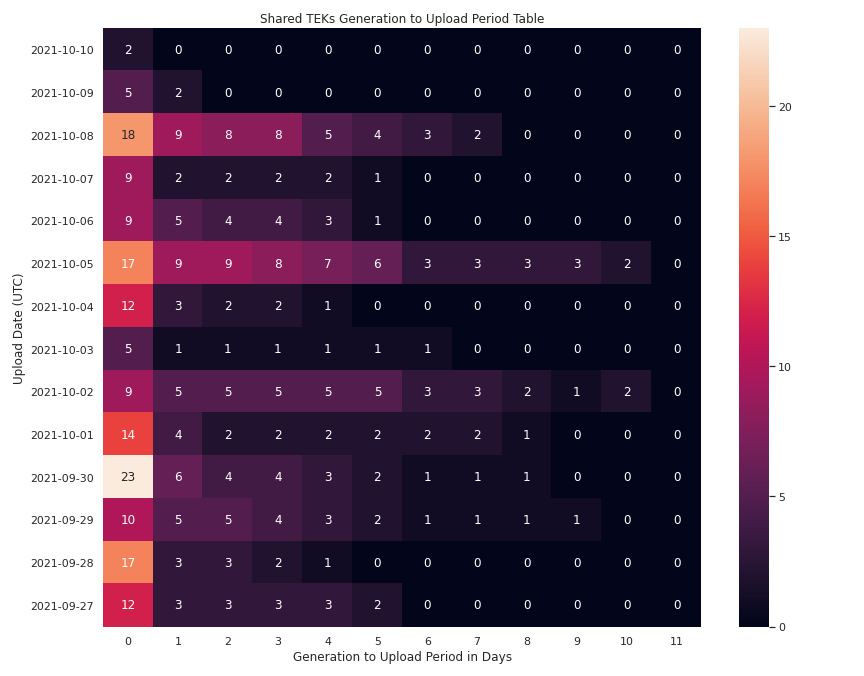 Shared TEKs Generation to Upload Period Table
Upload Date (UTC)
2021-10-10 2 0 0 0 0 0 0 0 0 0 0 0
2021-10-09 5 2 0 0 0 0 0 0 0 0 0 0
2021-10-08 18 9 8 8 5 4 3 2 0 0 0 0
2021-10-07 9 2 2 2 2 1 0 0 0 0 0 0
2021-10-06 9 5 4 4 3 1 0 0 0 0 0 0
2021-10-05 17 9 9 8 7 6 3 3 3 3 2 0
2021-10-04 12 3 2 2 1 0 0 0 0 0 0 0
2021-10-03 5 1 1 1 1 1 1 0 0 0 0 0
2021-10-02 9 5 5 5 5 5 3 3 2 1 2 0
2021-10-01 14 4 2 2 2 2 2 2 1 0 0 0
2021-09-30 23 6 4 4 3 2 1 1 1 0 0 0
2021-09-29 10 5 5 4 3 2 1 1 1 1 0 0
2021-09-28 17 3 3 2 1 0 0 0 0 0 0 0
2021-09-27 12 3 3 3 3 2 0 0 0 0 0 0
0 1 2 3 4 5 6 7 8 9 10 11
Generation to Upload Period in Days
20
15
10
5
0